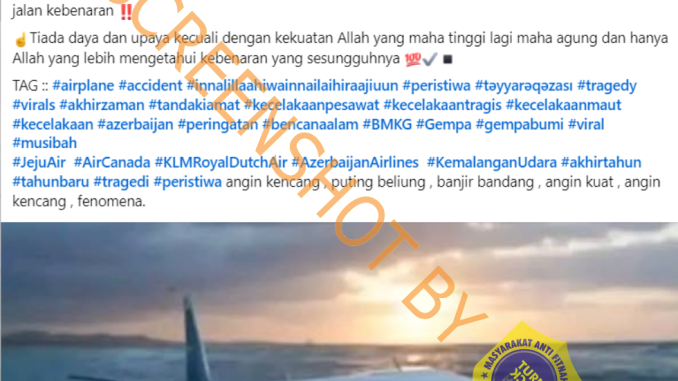 jalan kebenaran ‼️
☝️Tiada daya dan upaya kecuali dengan kekuatan Allah yang maha tinggi lagi maha agung dan hanya
Allah yang lebih mengetahui kebenaran yang sesungguhnya 💯✔️◾
TAG :: #airplane #accident #innalillaahiwainnailaihiraajiuun #peristiwa #təyyarəqəzası #tragedy
#virals #akhirzaman #tandakiamat #kecelakaanpesawat #kecelakaantragis #kecelakaanmaut
#kecelakaan #azerbaijan #peringatan #bencanaalam #BMKG #Gempa #gempabumi #viral
#musibah
#JejuAir #AirCanada #KLMRoyalDutchAir #AzerbaijanAirlines #KemalanganUdara #akhirtahun
#tahunbaru #tragedi #peristiwa angin kencang , puting beliung , banjir bandang , angin kuat , angin
kencang , fenomena.
SCREENSHOT BY
MASYARAKAT ANTI FITNAH
TURN